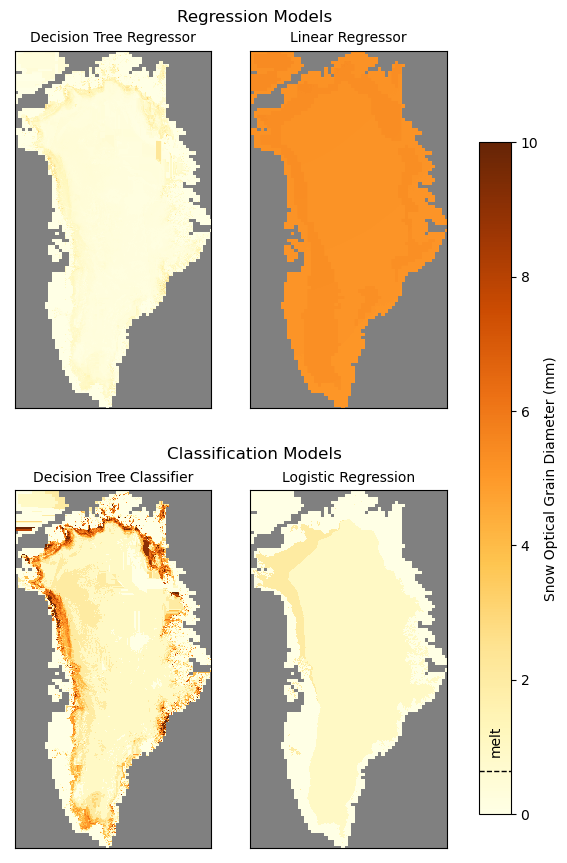 Regression Models
Decision Tree Regressor
Linear Regressor
Classification Models
Decision Tree Classifier
Logistic Regression
10
8
6
4
2
0
melt
Snow Optical Grain Diameter (mm)